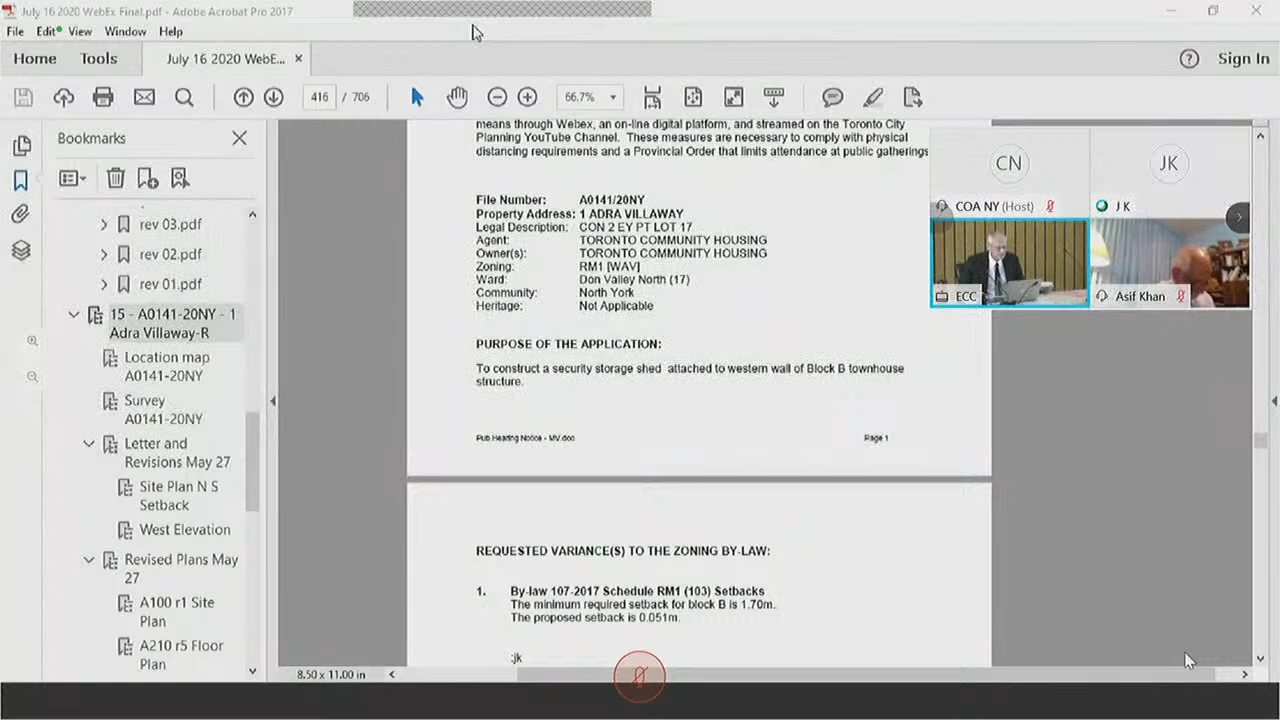 July 16 2020 WebEx Final.pdf - Adobe Acrobat Pro 2017
File Edit View Window Help
Home Tools July 16 2020 WebE... × Sign In
416 / 706 66.7%
Bookmarks
rev 03.pdf
rev 02.pdf
rev 01.pdf
15 - A0141-20NY - 1
Adra Villaway-R
Location map
A0141-20NY
Survey
A0141-20NY
Letter and
Revisions May 27
Site Plan N S
Setback
West Elevation
Revised Plans May
27
A100 r1 Site
Plan
A210 r5 Floor
Plan
means through Webex, an on-line digital platform, and streamed on the Toronto City
Planning YouTube Channel. These measures are necessary to comply with physical
distancing requirements and a Provincial Order that limits attendance at public gatherings
File Number: A0141/20NY
Property Address: 1 ADRA VILLAWAY
Legal Description: CON 2 EY PT LOT 17
Agent: TORONTO COMMUNITY HOUSING
Owner(s): TORONTO COMMUNITY HOUSING
Zoning: RM1 [WAV]
Ward: Don Valley North (17)
Community: North York
Heritage: Not Applicable
PURPOSE OF THE APPLICATION:
To construct a security storage shed attached to western wall of Block B townhouse
structure.
Pub Hearing Notice - MV.doc Page 1
REQUESTED VARIANCE(S) TO THE ZONING BY-LAW:
1. By-law 107-2017 Schedule RM1 (103) Setbacks
The minimum required setback for block B is 1.70m.
The proposed setback is 0.051m.
:jk
8.50 x 11.00 in
CN JK
COA NY (Host) J K
ECC Asif Khan